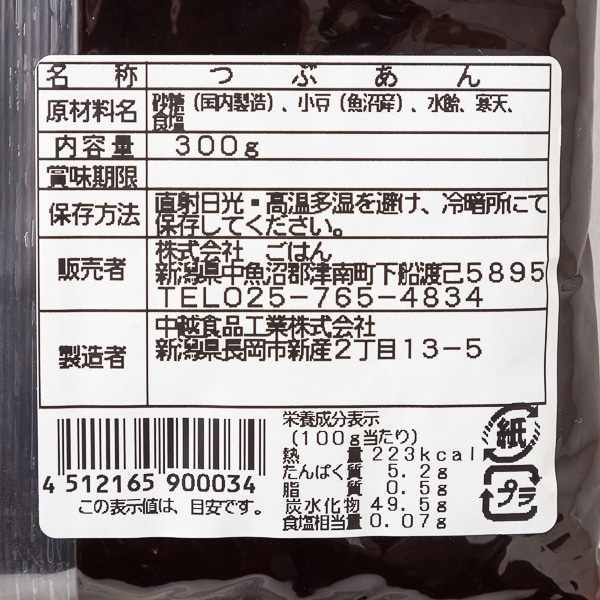 名称 つぶあん
原材料名 砂糖（国内製造）、小豆（魚沼産）、水飴、寒天、
食塩
内容量 300g
賞味期限
保存方法 直射日光・高温多湿を避け、冷暗所にて
保存してください。
販売者 株式会社 ごはん
新潟県中魚沼郡津南町下船渡己5895
TEL025-765-4834
製造者 中越食品工業株式会社
新潟県長岡市新産2丁目13-5
4 512165 900034
この表示値は、目安です。
栄養成分表示
(100g当たり)
熱量 223kcal
たんぱく質 5.2g
脂質 0.5g
炭水化物 49.5g
食塩相当量 0.07g
紙
プラ